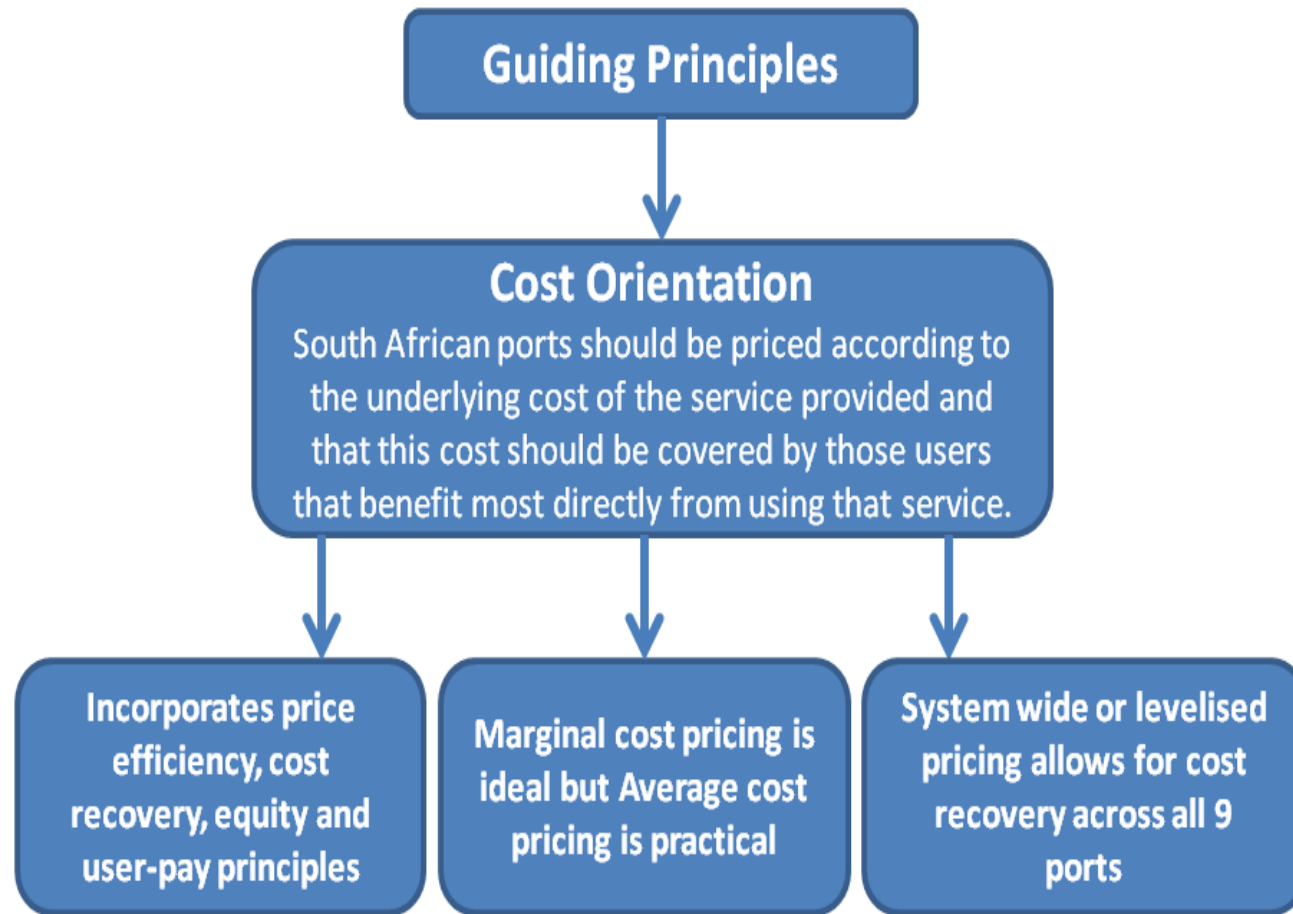 Guiding Principles
Cost Orientation
South African ports should be priced according to
the underlying cost of the service provided and
that this cost should be covered by those users
that benefit most directly from using that service.
Incorporates price
efficiency, cost
recovery, equity and
user-pay principles
Marginal cost pricing is
ideal but Average cost
pricing is practical
System wide or levelised
pricing allows for cost
recovery across all 9
ports